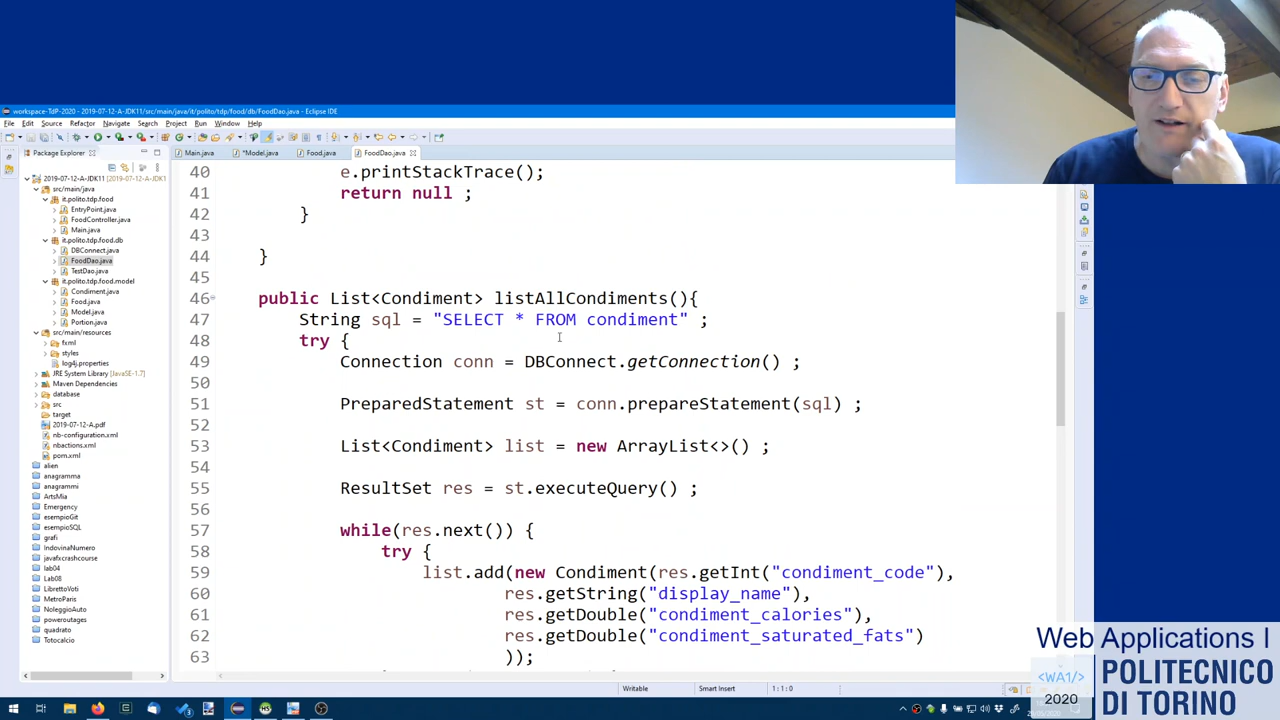 workspace-TdP-2020 - 2019-07-12-A-JDK11/src/main/java/it/polito/tdp/food/db/FoodDao.java - Eclipse IDE
File Edit Source Refactor Navigate Search Project Run Window Help
Package Explorer
Main.java *Model.java Food.java FoodDao.java
2019-07-12-A-JDK11 [2019-07-12-A-JDK1
src/main/java
it.polito.tdp.food
EntryPoint.java
FoodController.java
Main.java
it.polito.tdp.food.db
DBConnect.java
FoodDao.java
TestDao.java
it.polito.tdp.food.model
Condiment.java
Food.java
Model.java
Portion.java
src/main/resources
fxml
styles
log4j.properties
JRE System Library [JavaSE-1.7]
Maven Dependencies
database
src
target
2019-07-12-A.pdf
nb-configuration.xml
nbactions.xml
pom.xml
alien
anagramma
anagrammi
ArtsMia
Emergency
esempioGit
esempioSQL
grafi
IndovinaNumero
javafxcrashcourse
lab04
Lab08
LibrettoVoti
MetroParis
NoleggioAuto
poweroutages
quadrato
Totocalcio
40 e.printStackTrace();
41 return null ;
42 }
43
44 }
45
46 public List<Condiment> listAllCondiments(){
47 String sql = "SELECT * FROM condiment" ;
48 try {
49 Connection conn = DBConnect.getConnection() ;
50
51 PreparedStatement st = conn.prepareStatement(sql) ;
52
53 List<Condiment> list = new ArrayList<>() ;
54
55 ResultSet res = st.executeQuery() ;
56
57 while(res.next()) {
58 try {
59 list.add(new Condiment(res.getInt("condiment_code"),
60 res.getString("display_name"),
61 res.getDouble("condiment_calories"),
62 res.getDouble("condiment_saturated_fats")
63 ));
Writable Smart Insert 1:1:0
Web Applications I
<WA1>
2020
POLITECNICO
DI TORINO